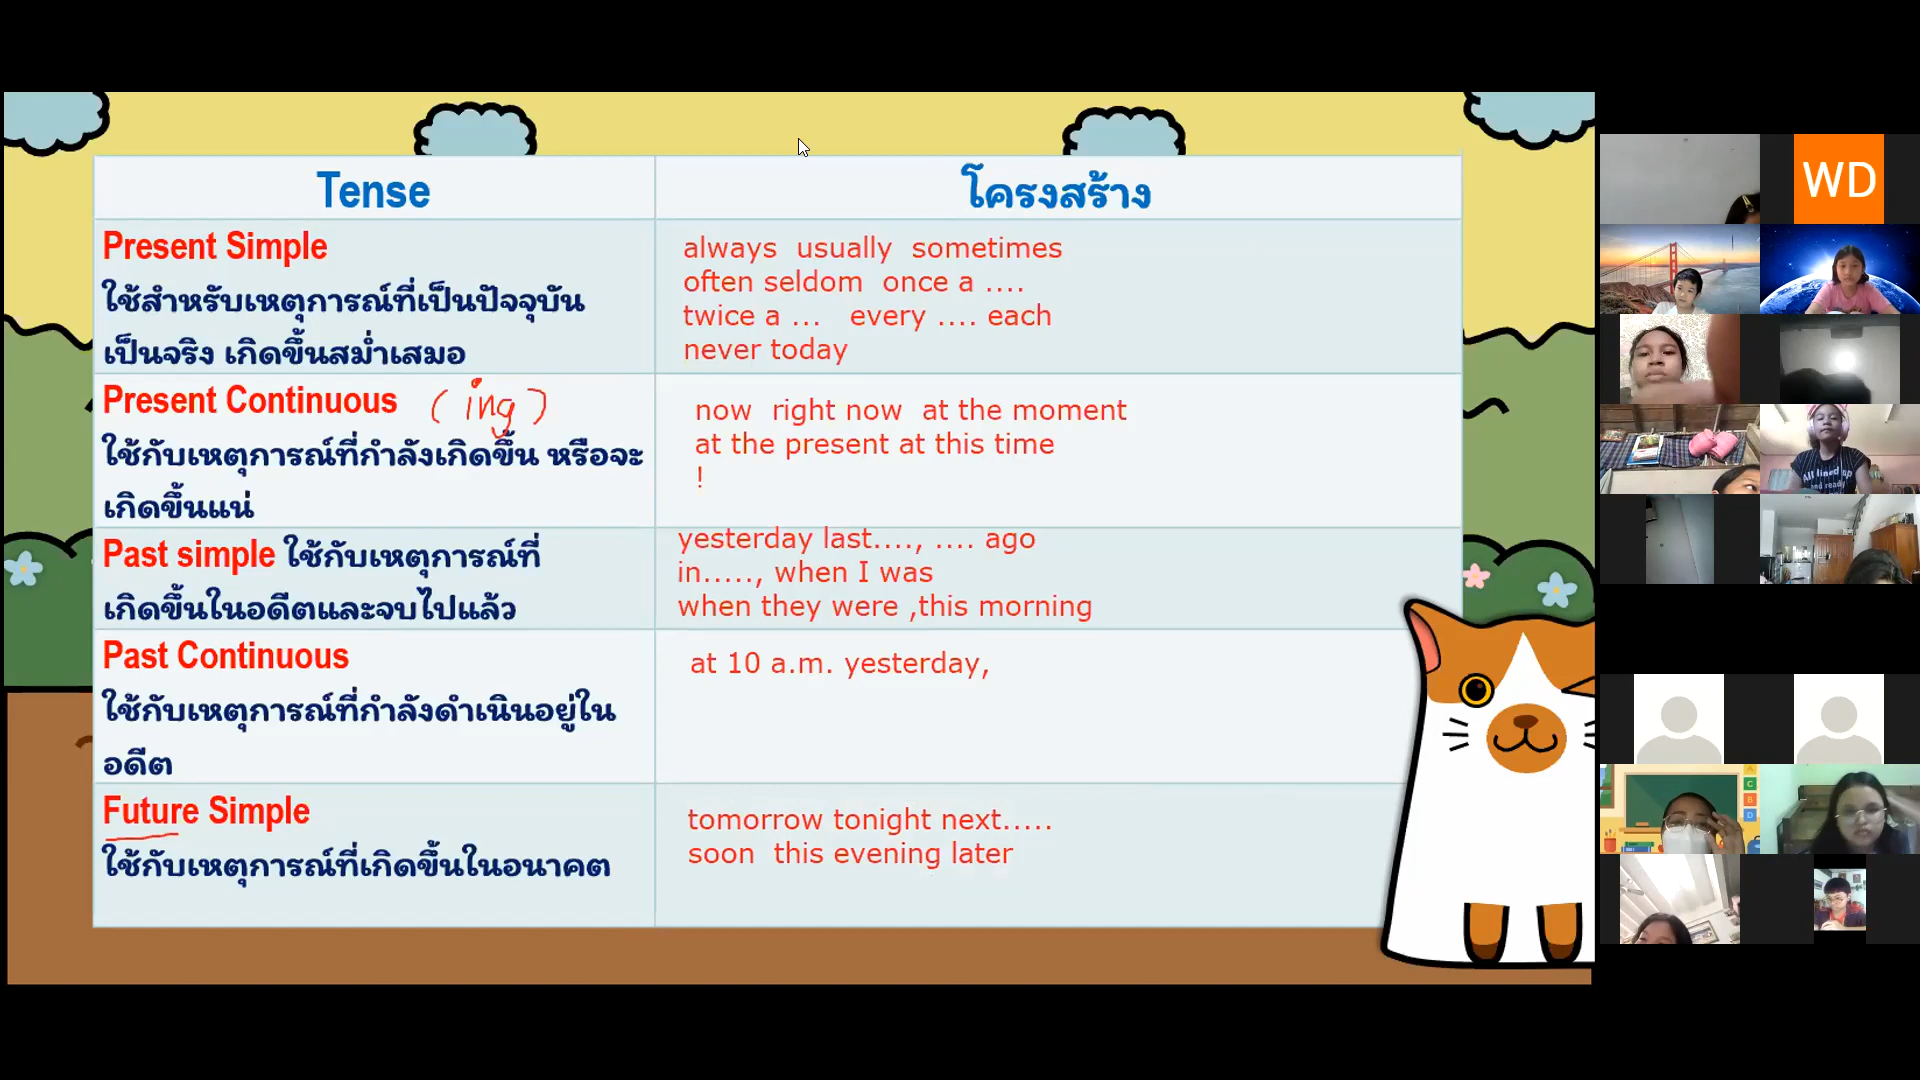 Tense
โครงสร้าง
Present Simple
ใช้สำหรับเหตุการณ์ที่เป็นปัจจุบัน
เป็นจริง เกิดขึ้นสม่ำเสมอ
always usually sometimes
often seldom once a ....
twice a ... every .... each
never today
Present Continuous (ing)
ใช้กับเหตุการณ์ที่กำลังเกิดขึ้น หรือจะ
เกิดขึ้นแน่
now right now at the moment
at the present at this time
!
Past simple ใช้กับเหตุการณ์ที่
เกิดขึ้นในอดีตและจบไปแล้ว
yesterday last...., .... ago
in....., when I was
when they were ,this morning
Past Continuous
ใช้กับเหตุการณ์ที่กำลังดำเนินอยู่ใน
อดีต
at 10 a.m. yesterday,
Future Simple
ใช้กับเหตุการณ์ที่เกิดขึ้นในอนาคต
tomorrow tonight next.....
soon this evening later
WD
All lined up
and ready
A
C
B
D